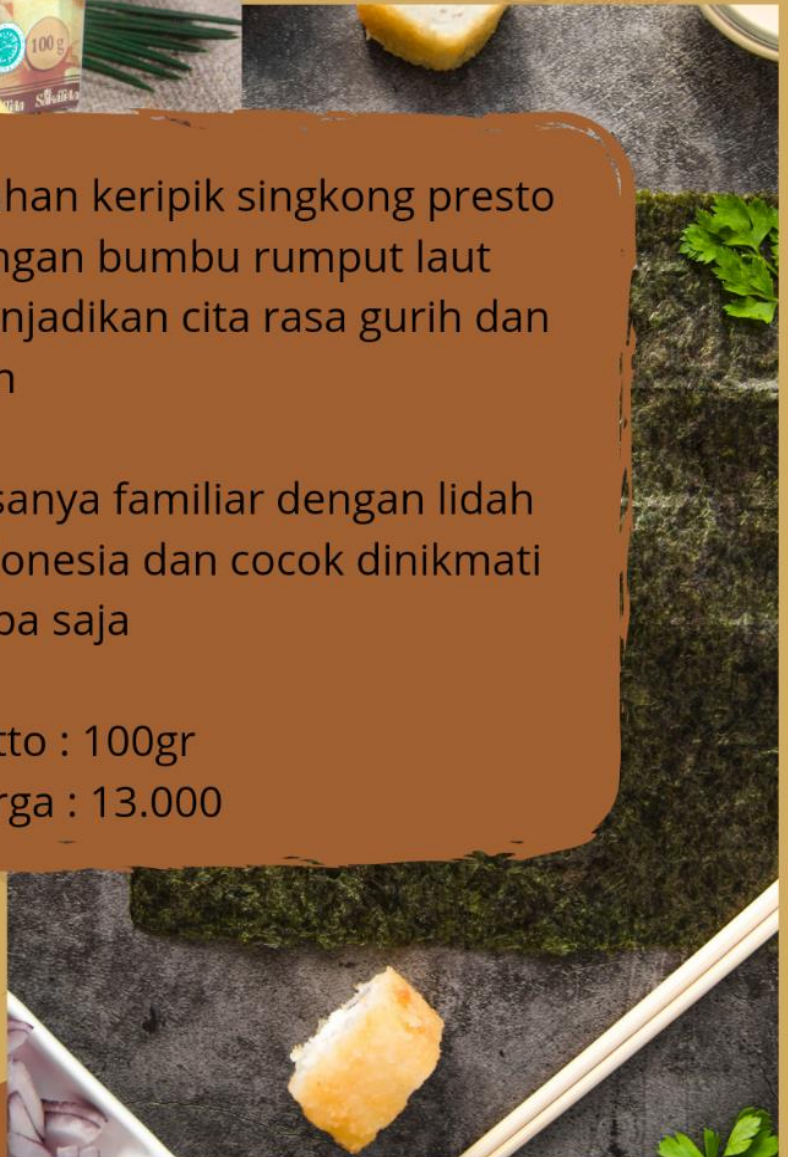 100 g
han keripik singkong presto
ngan bumbu rumput laut
njadikan cita rasa gurih dan
n
sanya familiar dengan lidah
onesia dan cocok dinikmati
pa saja
tto : 100gr
rga : 13.000